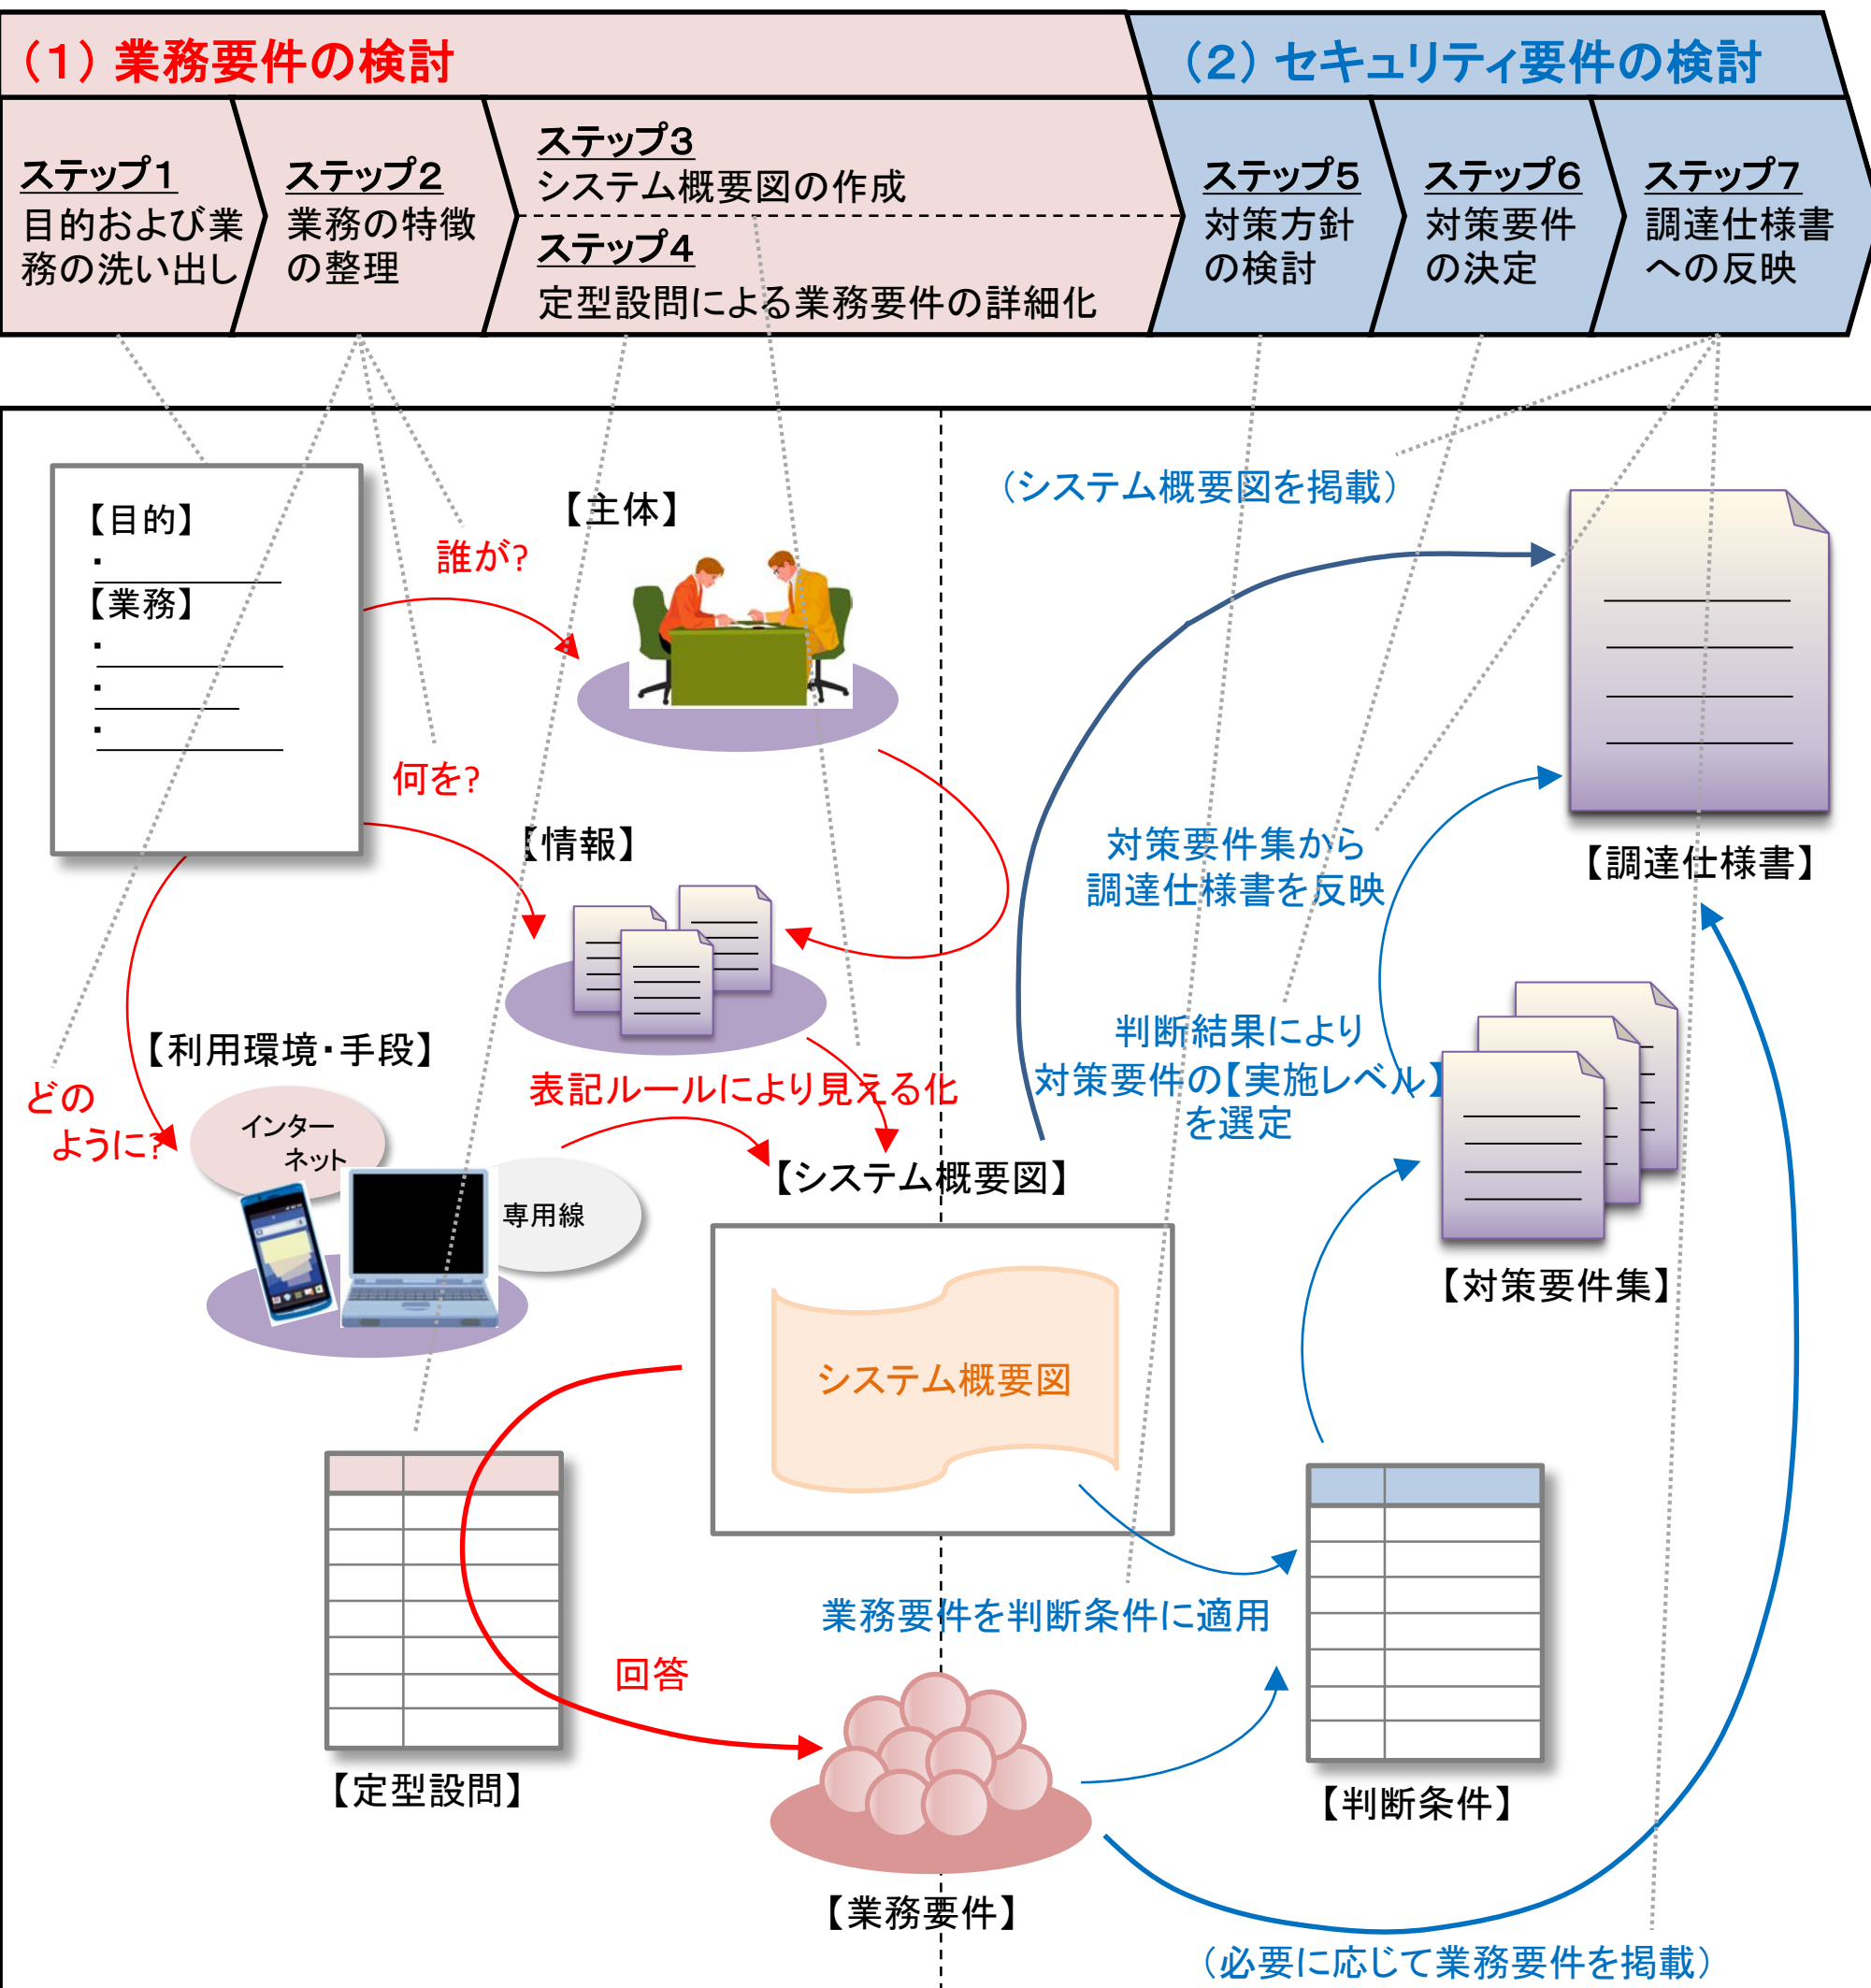 （1）業務要件の検討
（2）セキュリティ要件の検討
ステップ1
目的および業
務の洗い出し
ステップ2
業務の特徴
の整理
ステップ3
システム概要図の作成
ステップ4
定型設問による業務要件の詳細化
ステップ5
対策方針
の検討
ステップ6
対策要件
の決定
ステップ7
調達仕様書
への反映
【目的】
・
【業務】
・
・
・
誰が?
【主体】
何を?
【情報】
どの
ように?
【利用環境・手段】
インター
ネット
専用線
表記ルールにより見える化
【システム概要図】
システム概要図
【定型設問】
回答
【業務要件】
（システム概要図を掲載）
【調達仕様書】
対策要件集から
調達仕様書を反映
判断結果により
対策要件の【実施レベル】
を選定
【対策要件集】
業務要件を判断条件に適用
【判断条件】
（必要に応じて業務要件を掲載）